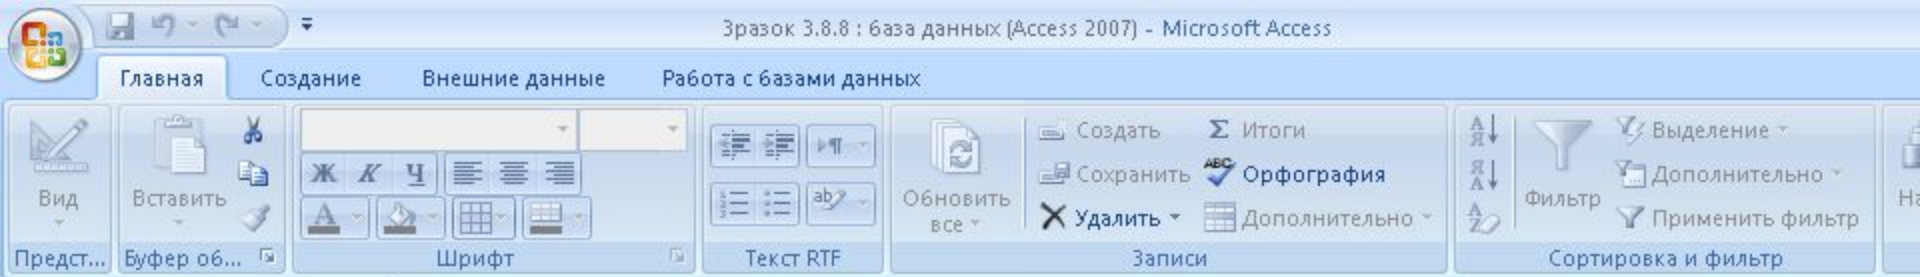 Зразок 3.8.8 : база данных (Access 2007) - Microsoft Access
Главная Создание Внешние данные Работа с базами данных
Вид
Предст...
Вставить
Буфер об...
Ж К Ч
А
Шрифт
Текст RTF
Обновить
все
Создать Σ Итоги
Сохранить ABC Орфография
Удалить Дополнительно
Записи
Фильтр
Выделение
Дополнительно
Применить фильтр
Сортировка и фильтр